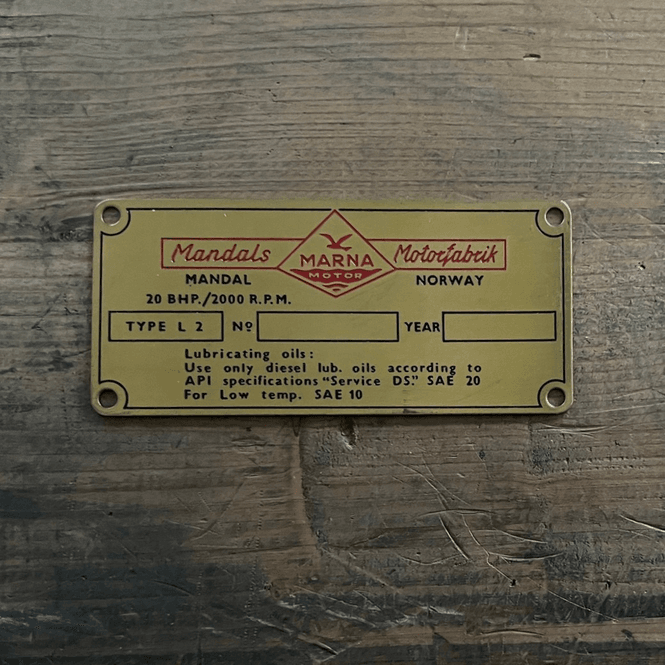 Mandals MARNA MOTOR Motorfabrik
MANDAL NORWAY
20 BHP./2000 R.P.M.
TYPE L 2 Nº YEAR
Lubricating oils:
Use only diesel lub. oils according to
API specifications "Service DS." SAE 20
For Low temp. SAE 10